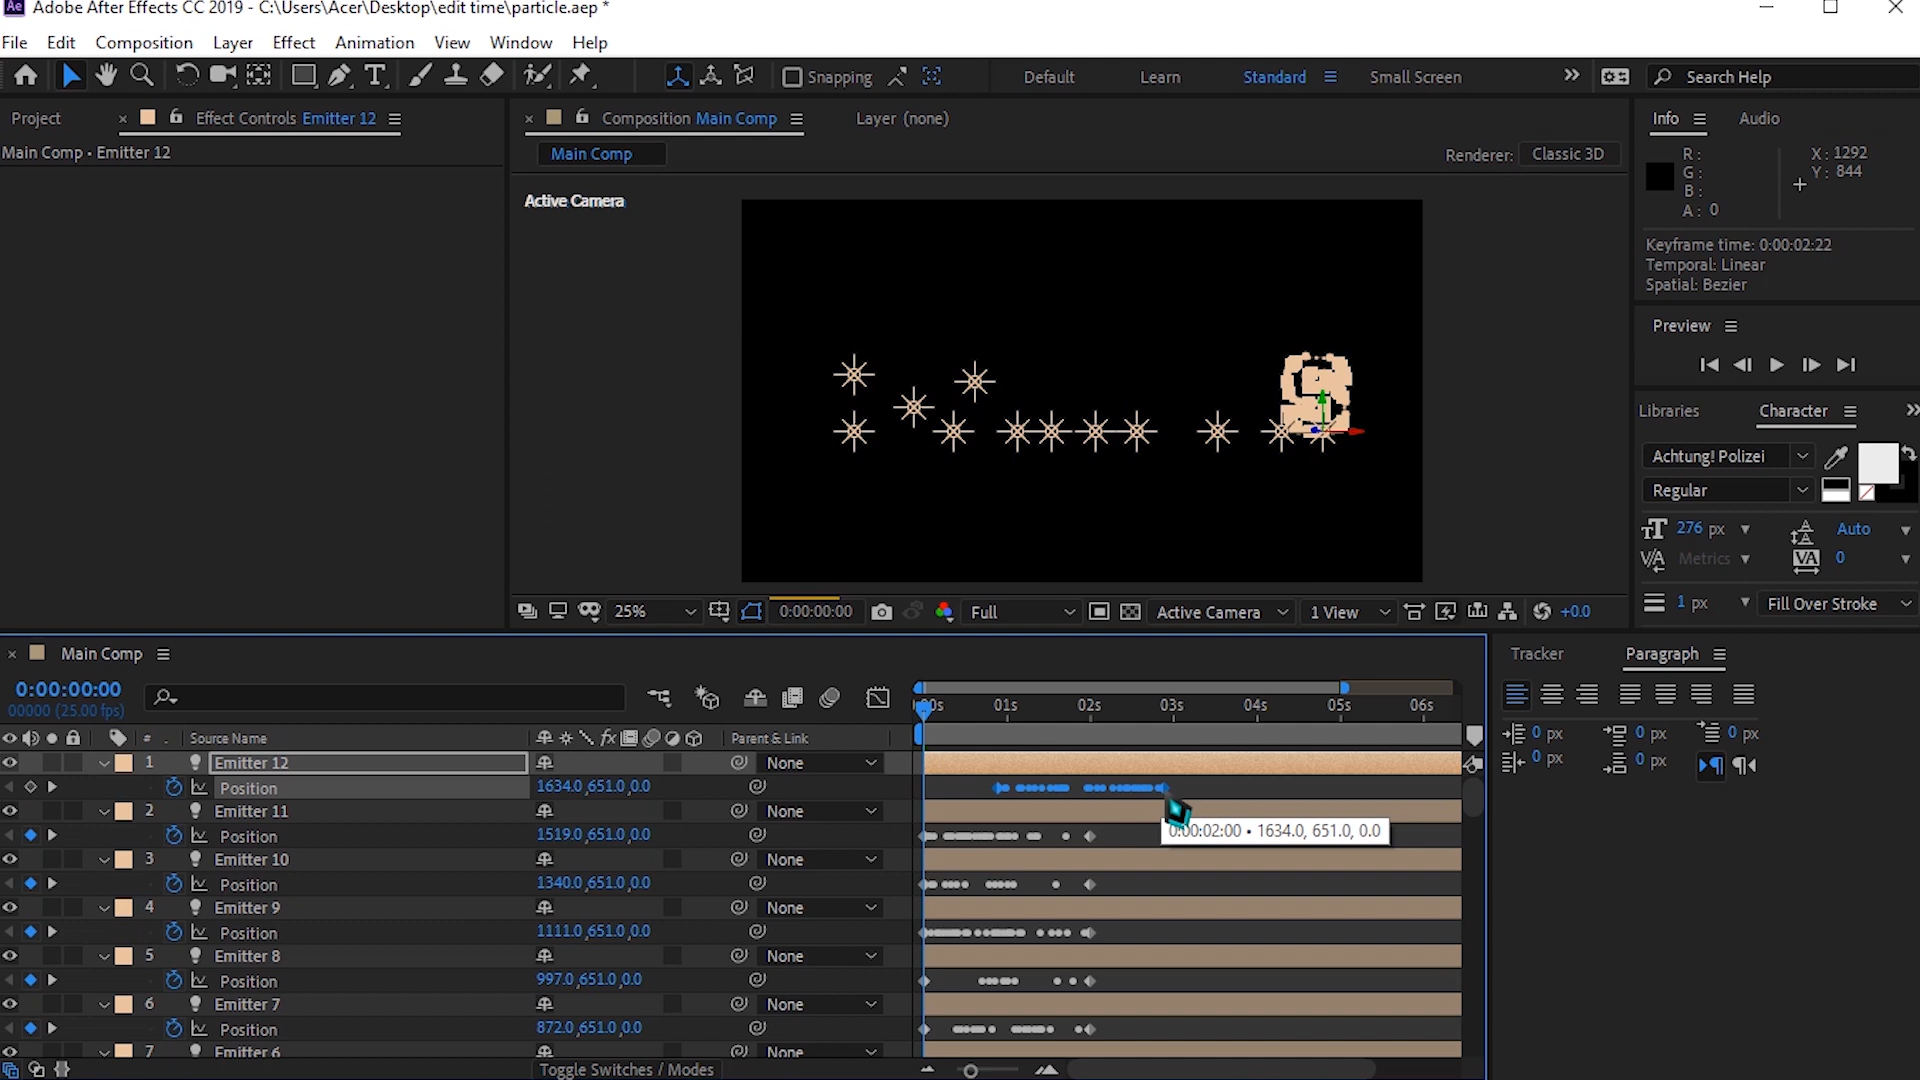 Adobe After Effects CC 2019 - C:\Users\Acer\Desktop\edit time\particle.aep *
File Edit Composition Layer Effect Animation View Window Help
Snapping Default Learn Standard Small Screen Search Help
Project Effect Controls Emitter 12 Composition Main Comp Layer (none) Info Audio
Main Comp • Emitter 12 Main Comp Renderer: Classic 3D
R: X: 1292
G: Y: 844
B:
A: 0
Active Camera
Keyframe time: 0:00:02:22
Temporal: Linear
Spatial: Bezier
Preview
Libraries Character
Achtung! Polizei
Regular
276 px Auto
Metrics 0
1 px Fill Over Stroke
25% 0:00:00:00 Full Active Camera 1 View +0.0
Main Comp
Tracker Paragraph
0:00:00:00
00000 (25.00 fps)
00s 01s 02s 03s 04s 05s 06s
# Source Name fx Parent & Link
0 px 0 px 0 px
0 px 0 px
1 Emitter 12 None
Position 1634.0,651.0,0.0
2 Emitter 11 None
Position 1519.0,651.0,0.0
0:00:02:00 • 1634.0, 651.0, 0.0
3 Emitter 10 None
Position 1340.0,651.0,0.0
4 Emitter 9 None
Position 1111.0,651.0,0.0
5 Emitter 8 None
Position 997.0,651.0,0.0
6 Emitter 7 None
Position 872.0,651.0,0.0
7 Emitter 6 None
Toggle Switches / Modes